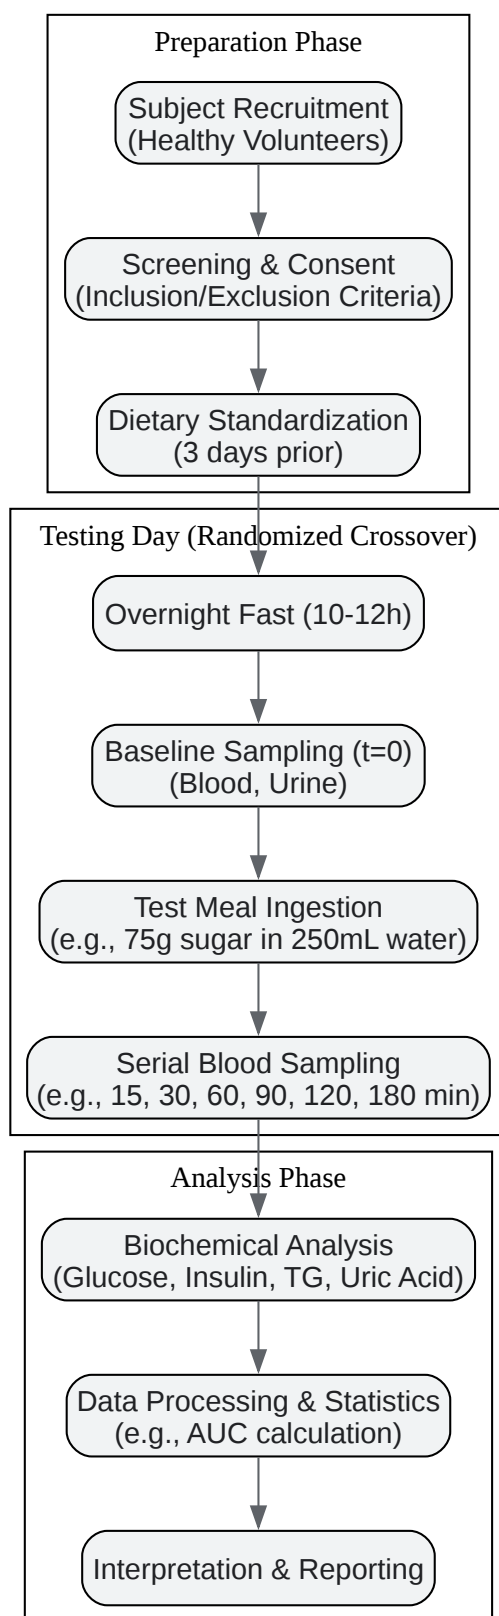 Preparation Phase
Subject Recruitment
(Healthy Volunteers)
Screening & Consent
(Inclusion/Exclusion Criteria)
Dietary Standardization
(3 days prior)
Testing Day (Randomized Crossover)
Overnight Fast (10-12h)
Baseline Sampling (t=0)
(Blood, Urine)
Test Meal Ingestion
(e.g., 75g sugar in 250mL water)
Serial Blood Sampling
(e.g., 15, 30, 60, 90, 120, 180 min)
Analysis Phase
Biochemical Analysis
(Glucose, Insulin, TG, Uric Acid)
Data Processing & Statistics
(e.g., AUC calculation)
Interpretation & Reporting